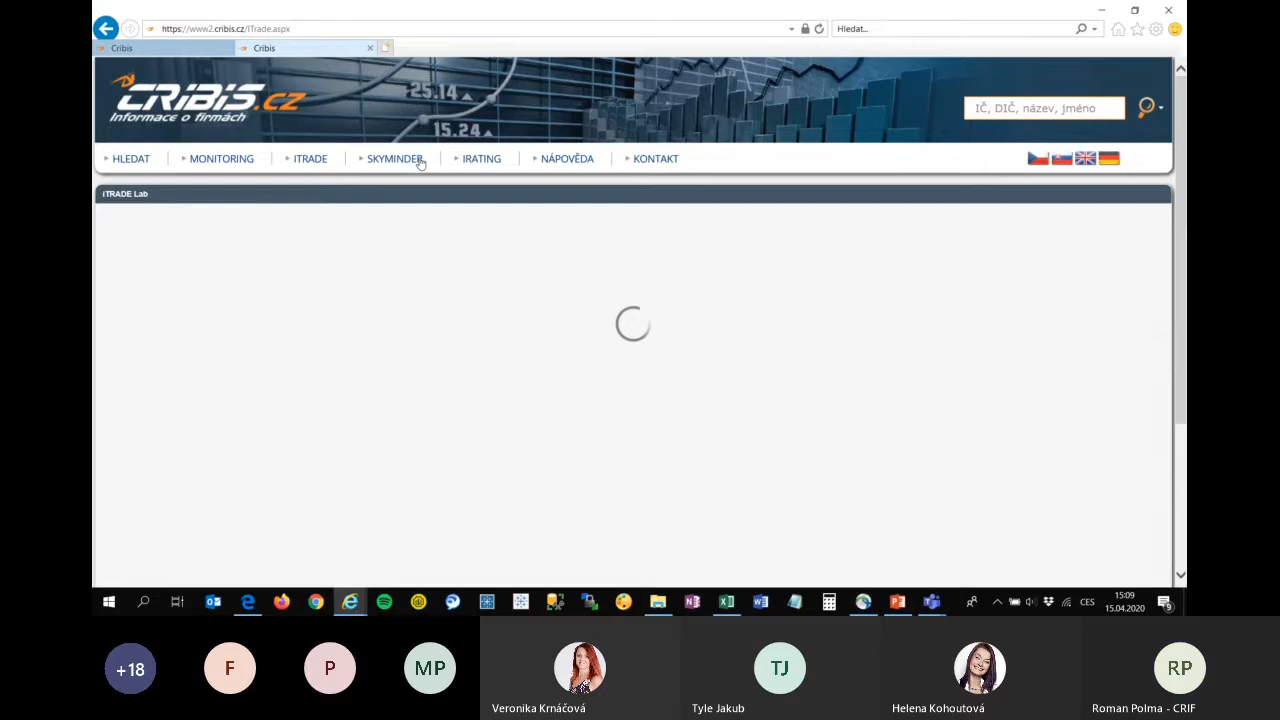 https://www2.cribis.cz/ITrade.aspx
Hledat...
Cribis
Cribis
CRIBIS.CZ
Informace o firmách
25.14
15.24
IČ, DIČ, název, jméno
HLEDAT
MONITORING
ITRADE
SKYMINDER
IRATING
NÁPOVĚDA
KONTAKT
iTRADE Lab
CES
15:09
15.04.2020
9
+18
F
P
MP
TJ
RP
Veronika Krnáčová
Tyle Jakub
Helena Kohoutová
Roman Polma - CRIF